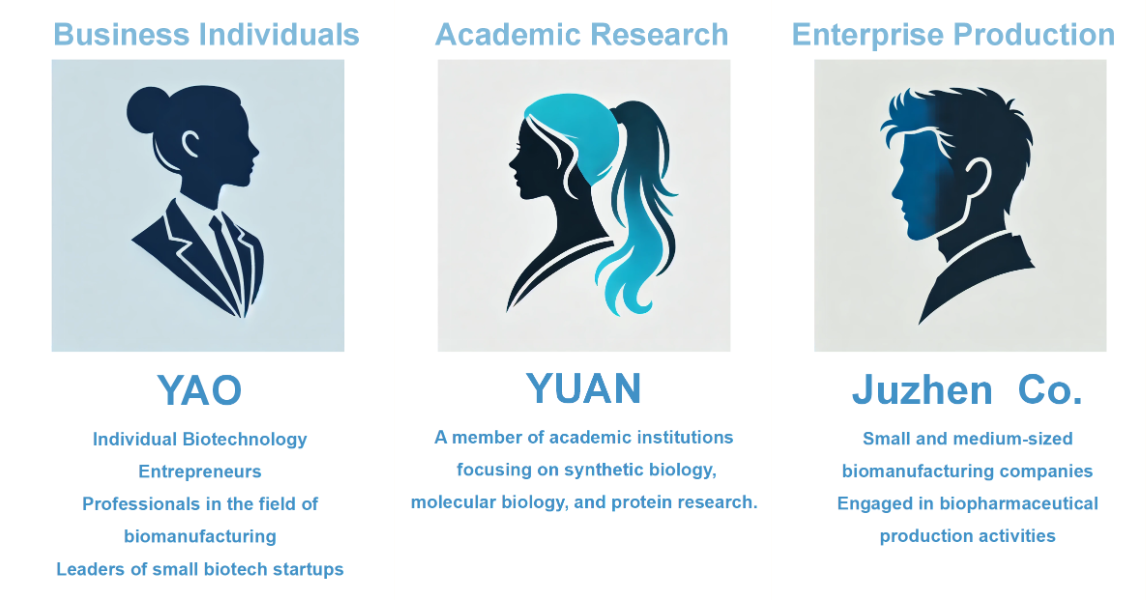 Business Individuals
Academic Research
Enterprise Production
YAO
Individual Biotechnology
Entrepreneurs
Professionals in the field of
biomanufacturing
Leaders of small biotech startups
YUAN
A member of academic institutions
focusing on synthetic biology,
molecular biology, and protein research.
Juzhen Co.
Small and medium-sized
biomanufacturing companies
Engaged in biopharmaceutical
production activities